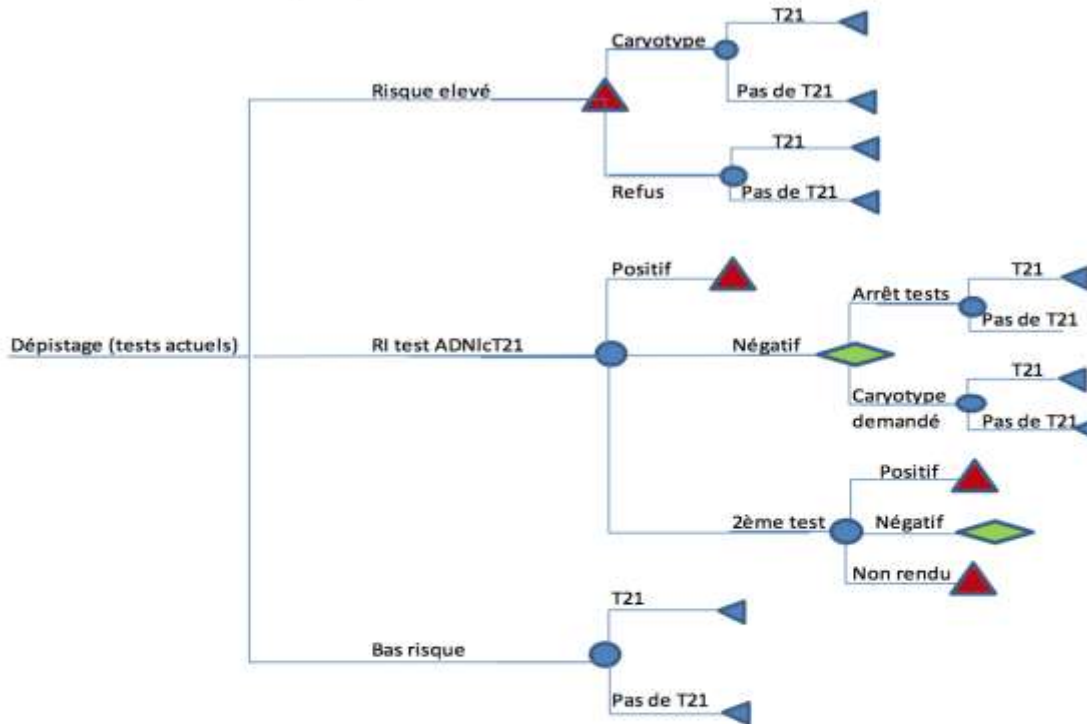 T21
Caryotype
Risque elevé
Pas de T21
T21
Refus
Pas de T21
Positif
T21
Arrêt tests
Pas de T21
Dépistage (tests actuels)
RI test ADNlcT21
Négatif
T21
Caryotype
demandé
Pas de T21
Positif
2ème test
Négatif
Non rendu
T21
Bas risque
Pas de T21